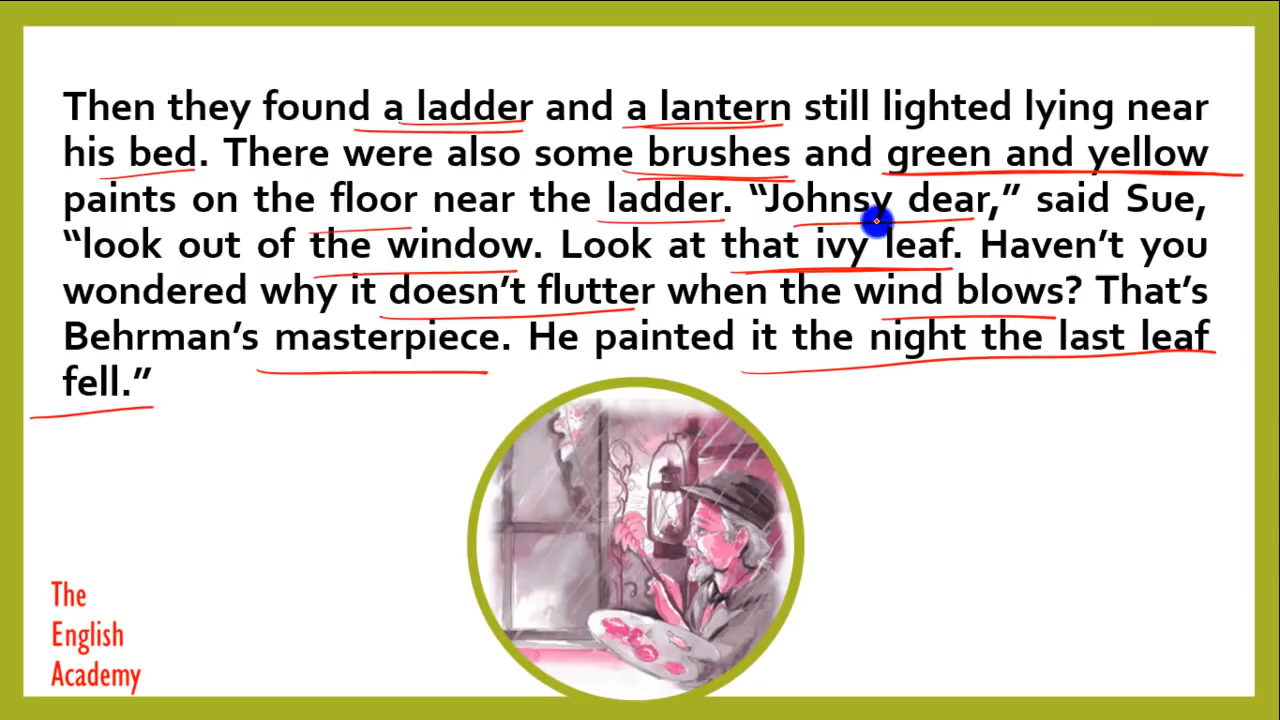 Then they found a ladder and a lantern still lighted lying near
his bed. There were also some brushes and green and yellow
paints on the floor near the ladder. “Johnsy dear,” said Sue,
“look out of the window. Look at that ivy leaf. Haven’t you
wondered why it doesn’t flutter when the wind blows? That’s
Behrman’s masterpiece. He painted it the night the last leaf
fell.”
The
English
Academy